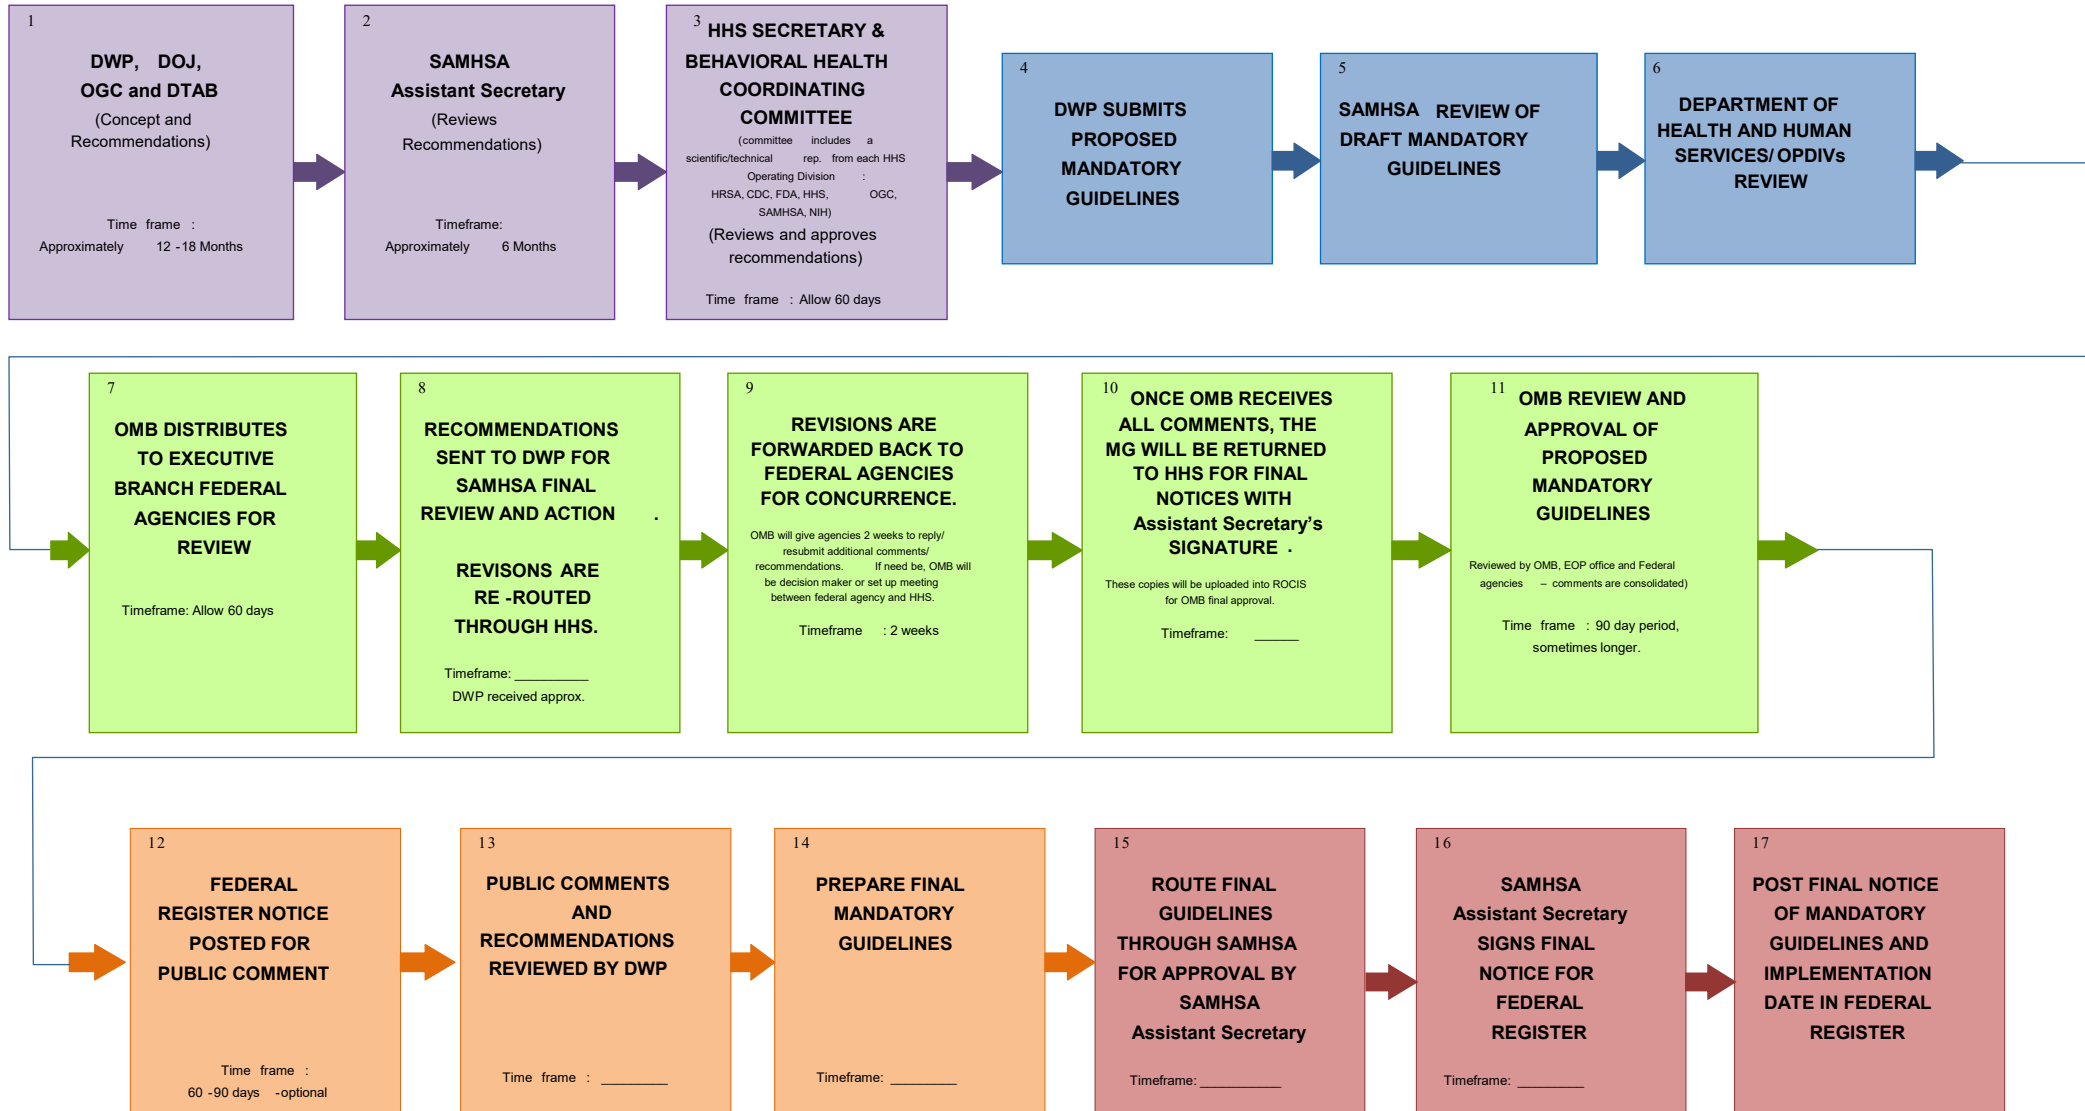 1
DWP, DOJ,
OGC and DTAB
(Concept and
Recommendations)
Time frame :
Approximately 12 -18 Months
2
SAMHSA
Assistant Secretary
(Reviews
Recommendations)
Timeframe:
Approximately 6 Months
3
HHS SECRETARY &
BEHAVIORAL HEALTH
COORDINATING
COMMITTEE
(committee includes a
scientific/technical rep. from each HHS
Operating Division :
HRSA, CDC, FDA, HHS, OGC,
SAMHSA, NIH)
(Reviews and approves
recommendations)
Time frame : Allow 60 days
4
DWP SUBMITS
PROPOSED
MANDATORY
GUIDELINES
5
SAMHSA REVIEW OF
DRAFT MANDATORY
GUIDELINES
6
DEPARTMENT OF
HEALTH AND HUMAN
SERVICES/ OPDIVs
REVIEW
7
OMB DISTRIBUTES
TO EXECUTIVE
BRANCH FEDERAL
AGENCIES FOR
REVIEW
Timeframe: Allow 60 days
8
RECOMMENDATIONS
SENT TO DWP FOR
SAMHSA FINAL
REVIEW AND ACTION .
REVISONS ARE
RE -ROUTED
THROUGH HHS.
Timeframe: __________
DWP received approx.
9
REVISIONS ARE
FORWARDED BACK TO
FEDERAL AGENCIES
FOR CONCURRENCE.
OMB will give agencies 2 weeks to reply/
resubmit additional comments/
recommendations. If need be, OMB will
be decision maker or set up meeting
between federal agency and HHS.
Timeframe : 2 weeks
10
ONCE OMB RECEIVES
ALL COMMENTS, THE
MG WILL BE RETURNED
TO HHS FOR FINAL
NOTICES WITH
Assistant Secretary’s
SIGNATURE .
These copies will be uploaded into ROCIS
for OMB final approval.
Timeframe: ______
11
OMB REVIEW AND
APPROVAL OF
PROPOSED
MANDATORY
GUIDELINES
Reviewed by OMB, EOP office and Federal
agencies – comments are consolidated)
Time frame : 90 day period,
sometimes longer.
12
FEDERAL
REGISTER NOTICE
POSTED FOR
PUBLIC COMMENT
Time frame :
60 -90 days -optional
13
PUBLIC COMMENTS
AND
RECOMMENDATIONS
REVIEWED BY DWP
Time frame : _________
14
PREPARE FINAL
MANDATORY
GUIDELINES
Timeframe: _________
15
ROUTE FINAL
GUIDELINES
THROUGH SAMHSA
FOR APPROVAL BY
SAMHSA
Assistant Secretary
Timeframe: ___________
16
SAMHSA
Assistant Secretary
SIGNS FINAL
NOTICE FOR
FEDERAL
REGISTER
Timeframe: _________
17
POST FINAL NOTICE
OF MANDATORY
GUIDELINES AND
IMPLEMENTATION
DATE IN FEDERAL
REGISTER